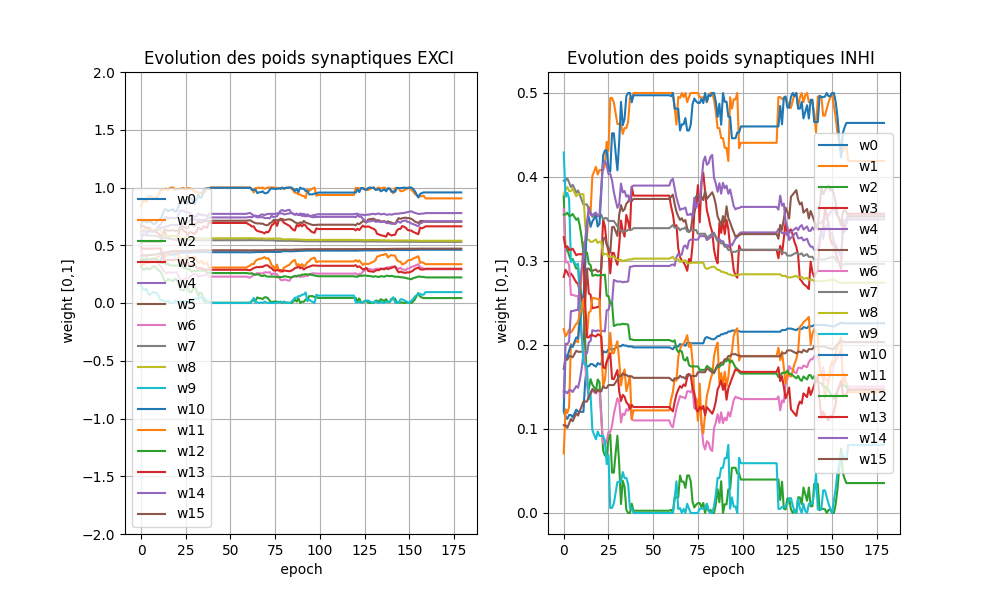 Evolution des poids synaptiques EXCI
weight [0,1]
2.0
1.5
1.0
0.5
0.0
−0.5
−1.0
−1.5
−2.0
w0
w1
w2
w3
w4
w5
w6
w7
w8
w9
w10
w11
w12
w13
w14
w15
0 25 50 75 100 125 150 175
epoch
Evolution des poids synaptiques INHI
weight [0,1]
0.5
0.4
0.3
0.2
0.1
0.0
w0
w1
w2
w3
w4
w5
w6
w7
w8
w9
w10
w11
w12
w13
w14
w15
0 25 50 75 100 125 150 175
epoch